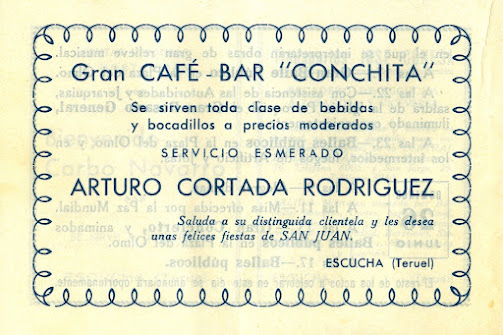 Gran CAFÉ-BAR "CONCHITA"
Se sirven toda clase de bebidas
y bocadillos a precios moderados
SERVICIO ESMERADO
ARTURO CORTADA RODRIGUEZ
Saluda a su distinguida clientela y les desea
unas felices fiestas de SAN JUAN.
ESCUCHA (Teruel)